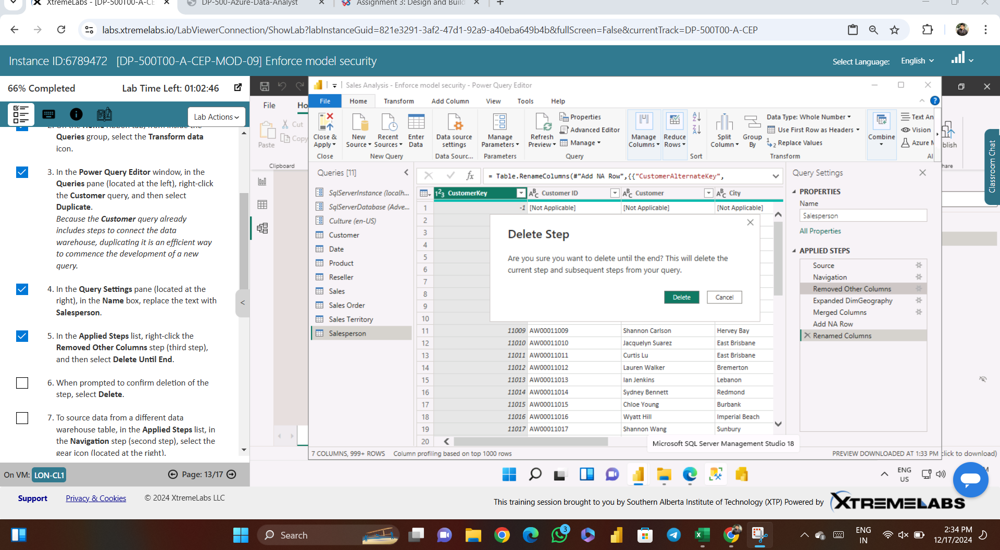 XtremeLabs - [DP-500T00-A-CE
DP-500-Azure-Data-Analyst
Assignment 3: Design and Build
labs.xtremelabs.io/LabViewerConnection/ShowLab?labInstanceGuid=821e3291-3af2-47d1-92a9-a40eba649b4b&fullScreen=False&currentTrack=DP-500T00-A-CEP
Instance ID:6789472 [DP-500T00-A-CEP-MOD-09] Enforce model security
Select Language: English
66% Completed
Lab Time Left: 01:02:46
Lab Actions
2. On the Home ribbon tab, from inside the
Queries group, select the Transform data
icon.
3. In the Power Query Editor window, in the
Queries pane (located at the left), right-click
the Customer query, and then select
Duplicate.
Because the Customer query already
includes steps to connect the data
warehouse, duplicating it is an efficient way
to commence the development of a new
query.
4. In the Query Settings pane (located at the
right), in the Name box, replace the text with
Salesperson.
5. In the Applied Steps list, right-click the
Removed Other Columns step (third step),
and then select Delete Until End.
6. When prompted to confirm deletion of the
step, select Delete.
7. To source data from a different data
warehouse table, in the Applied Steps list, in
the Navigation step (second step), select the
gear icon (located at the right).
On VM: LON-CL1
Page: 13/17
File
Ho
Paste
Cut
Copy
Clipboard
Sales Analysis - Enforce model security - Power Query Editor
File Home Transform Add Column View Tools Help
Close &
Apply
Close
New
Source
Recent
Sources
Enter
Data
New Query
Data source
settings
Data Sourc...
Manage
Parameters
Parameters
Refresh
Preview
Properties
Advanced Editor
Manage
Query
Manage
Columns
Reduce
Rows
Sort
Split
Column
Group
By
Data Type: Whole Number
Use First Row as Headers
Replace Values
Transform
Combine
Text An
Vision
Azure M
AI
blish
hare
Classroom Chat
Queries [11]
SqlServerInstance (localh...
SqlServerDatabase (Adve...
Culture (en-US)
Customer
Date
Product
Reseller
Sales
Sales Order
Sales Territory
Salesperson
fx
= Table.RenameColumns(#"Add NA Row",{{"CustomerAlternateKey",
123 CustomerKey ABC Customer ID ABC Customer ABC City
1 -1 [Not Applicable] [Not Applicable] [Not Applicable]
2
3
4
5
6
7
8
9
10
11 11009 AW00011009 Shannon Carlson Hervey Bay
12 11010 AW00011010 Jacquelyn Suarez East Brisbane
13 11011 AW00011011 Curtis Lu East Brisbane
14 11012 AW00011012 Lauren Walker Bremerton
15 11013 AW00011013 Ian Jenkins Lebanon
16 11014 AW00011014 Sydney Bennett Redmond
17 11015 AW00011015 Chloe Young Burbank
18 11016 AW00011016 Wyatt Hill Imperial Beach
19 11017 AW00011017 Shannon Wang Sunbury
20
Delete Step
Are you sure you want to delete until the end? This will delete the
current step and subsequent steps from your query.
Delete
Cancel
Query Settings
PROPERTIES
Name
Salesperson
All Properties
APPLIED STEPS
Source
Navigation
Removed Other Columns
Expanded DimGeography
Merged Columns
Add NA Row
Renamed Columns
Microsoft SQL Server Management Studio 18
7 COLUMNS, 999+ ROWS Column profiling based on top 1000 rows
PREVIEW DOWNLOADED AT 1:33 PM
click to download)
ENG
US
M
Support
Privacy & Cookies
© 2024 XtremeLabs LLC
This training session brought to you by Southern Alberta Institute of Technology (XTP) Powered by
XTREMELABS
Search
3
ENG
IN
2:34 PM
12/17/2024